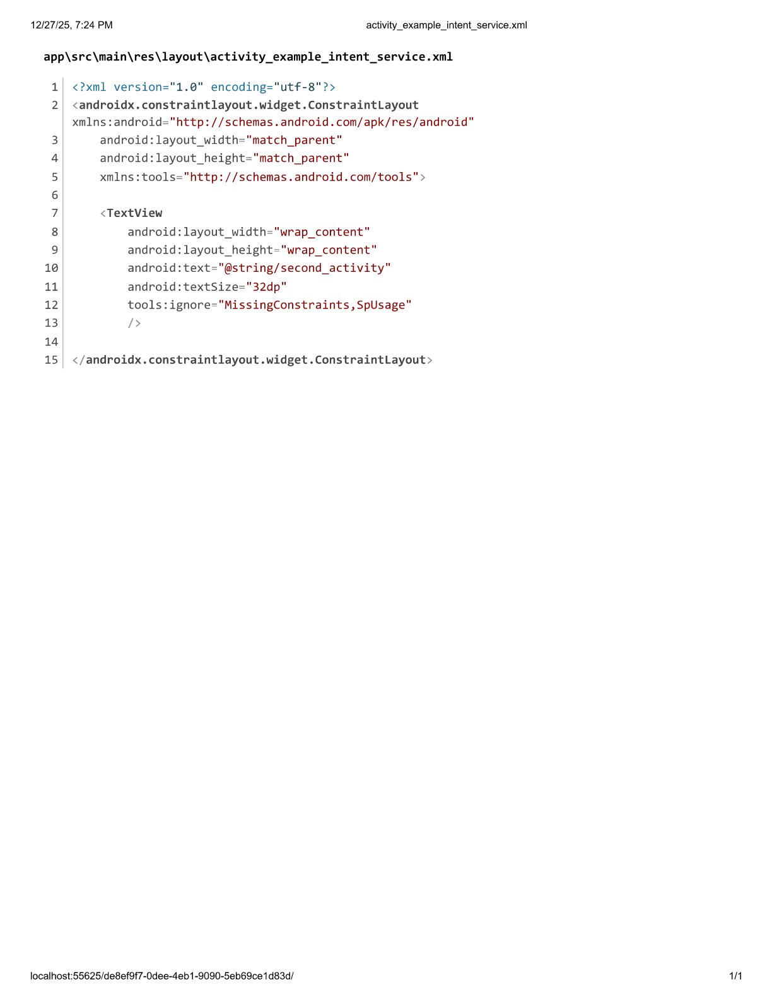 12/27/25, 7:24 PM activity_example_intent_service.xml
app\src\main\res\layout\activity_example_intent_service.xml
1 <?xml version="1.0" encoding="utf-8"?>
2 <androidx.constraintlayout.widget.ConstraintLayout
xmlns:android="http://schemas.android.com/apk/res/android"
3     android:layout_width="match_parent"
4     android:layout_height="match_parent"
5     xmlns:tools="http://schemas.android.com/tools">
6
7     <TextView
8         android:layout_width="wrap_content"
9         android:layout_height="wrap_content"
10         android:text="@string/second_activity"
11         android:textSize="32dp"
12         tools:ignore="MissingConstraints,SpUsage"
13         />
14
15 </androidx.constraintlayout.widget.ConstraintLayout>
localhost:55625/de8ef9f7-0dee-4eb1-9090-5eb69ce1d83d/ 1/1